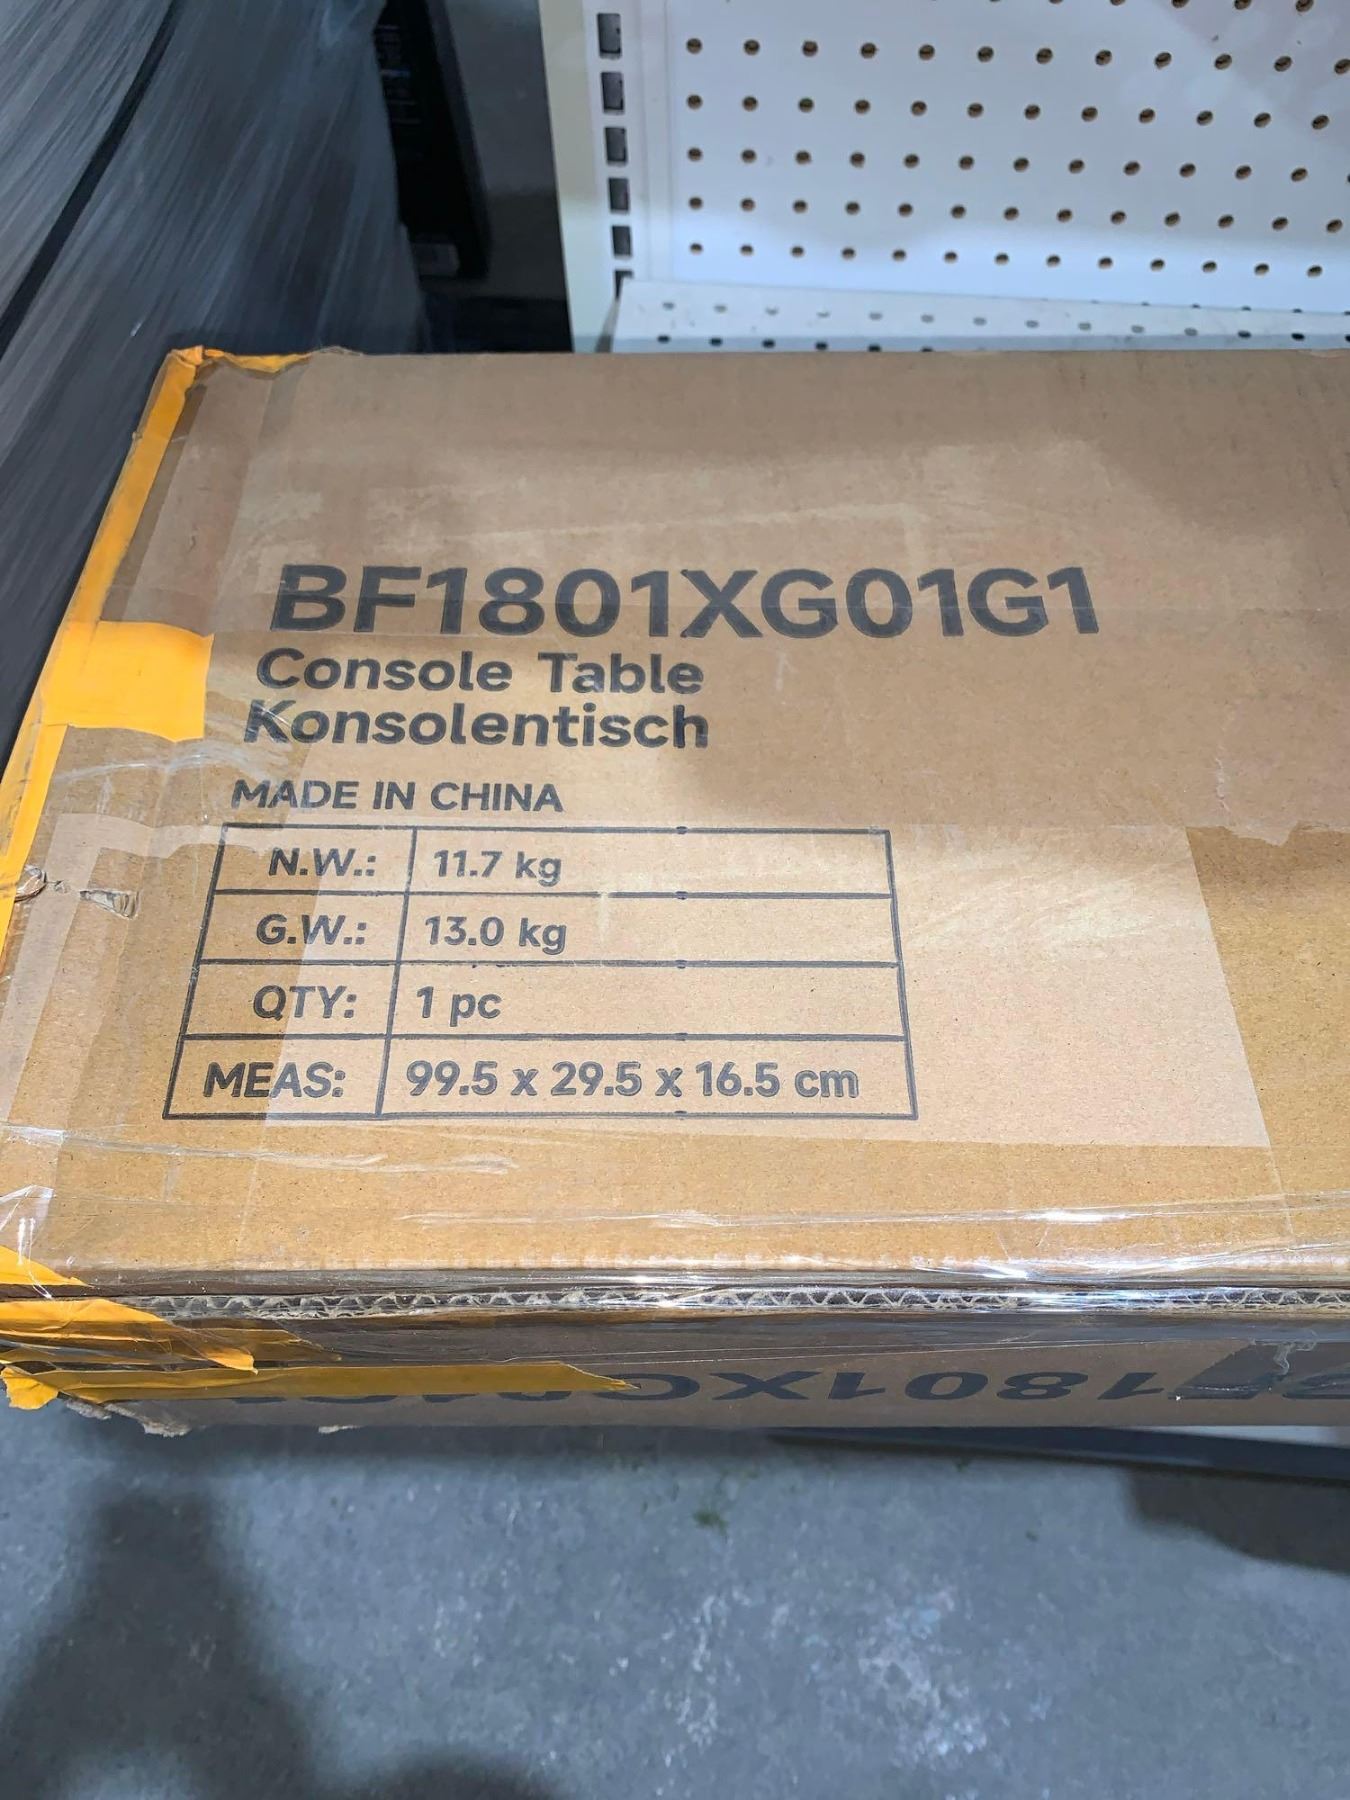 BF1801XG01G1
Console Table
Konsolentisch
MADE IN CHINA
N.W.: 11.7 kg
G.W.: 13.0 kg
QTY: 1 pc
MEAS: 99.5 x 29.5 x 16.5 cm